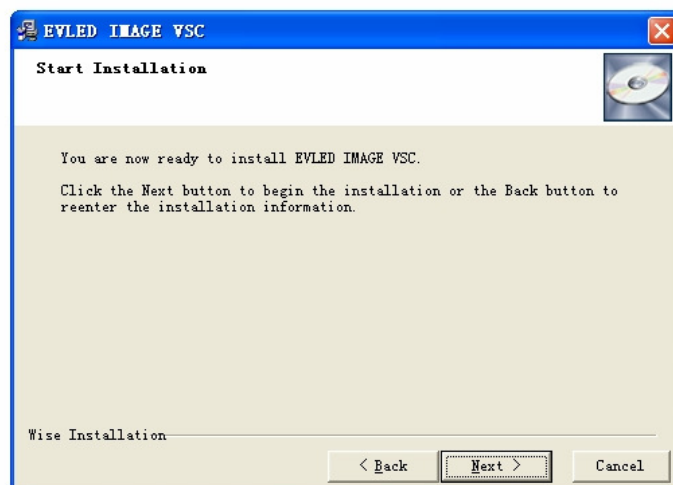 EVLED IMAGE VSC
Start Installation
You are now ready to install EVLED IMAGE VSC.
Click the Next button to begin the installation or the Back button to
reenter the installation information.
Wise Installation
< Back
Next >
Cancel